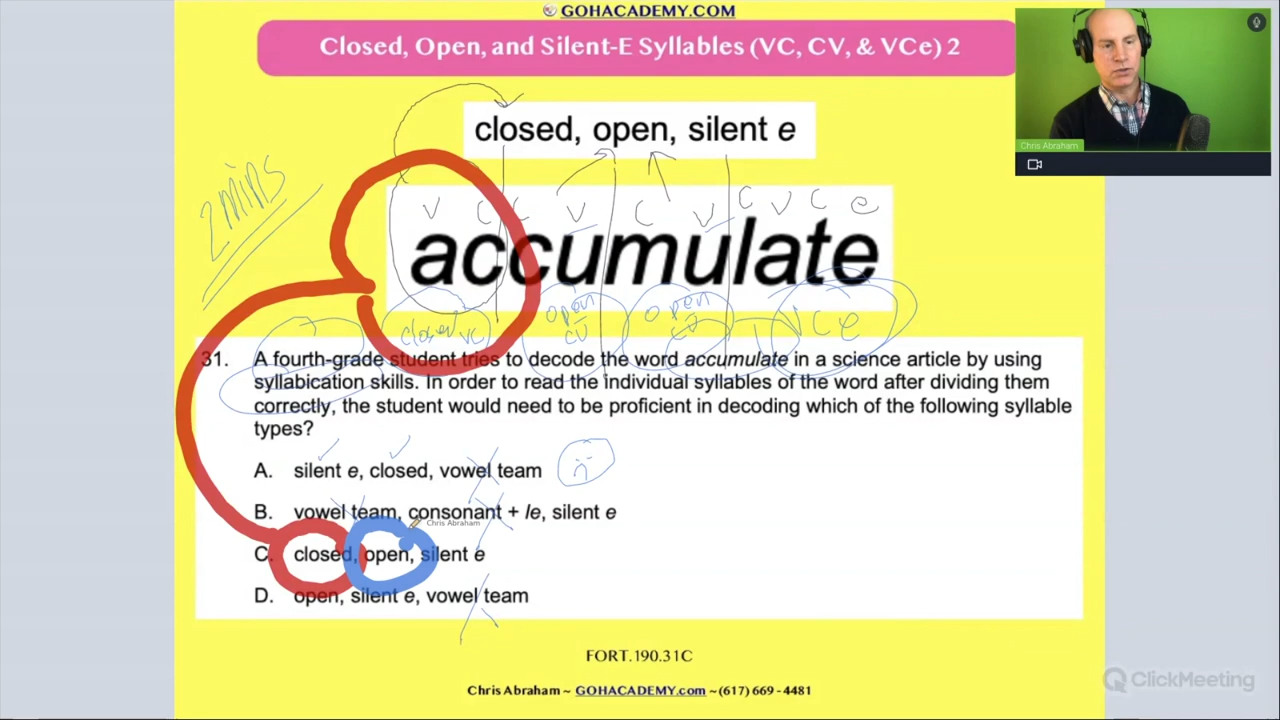 GOHACADEMY.COM
Closed, Open, and Silent-E Syllables (VC, CV, & VCe) 2
Chris Abraham
closed, open, silent e
2 mins
V C C V C V C V C e
accumulate
closed VC open CV open CV VCe
31. A fourth-grade student tries to decode the word accumulate in a science article by using
syllabication skills. In order to read the individual syllables of the word after dividing them
correctly, the student would need to be proficient in decoding which of the following syllable
types?
A. silent e, closed, vowel team
B. vowel team, consonant + le, silent e
Chris Abraham
C. closed, open, silent e
D. open, silent e, vowel team
FORT.190.31C
Chris Abraham ~ GOHACADEMY.com ~(617) 669 - 4481
ClickMeeting